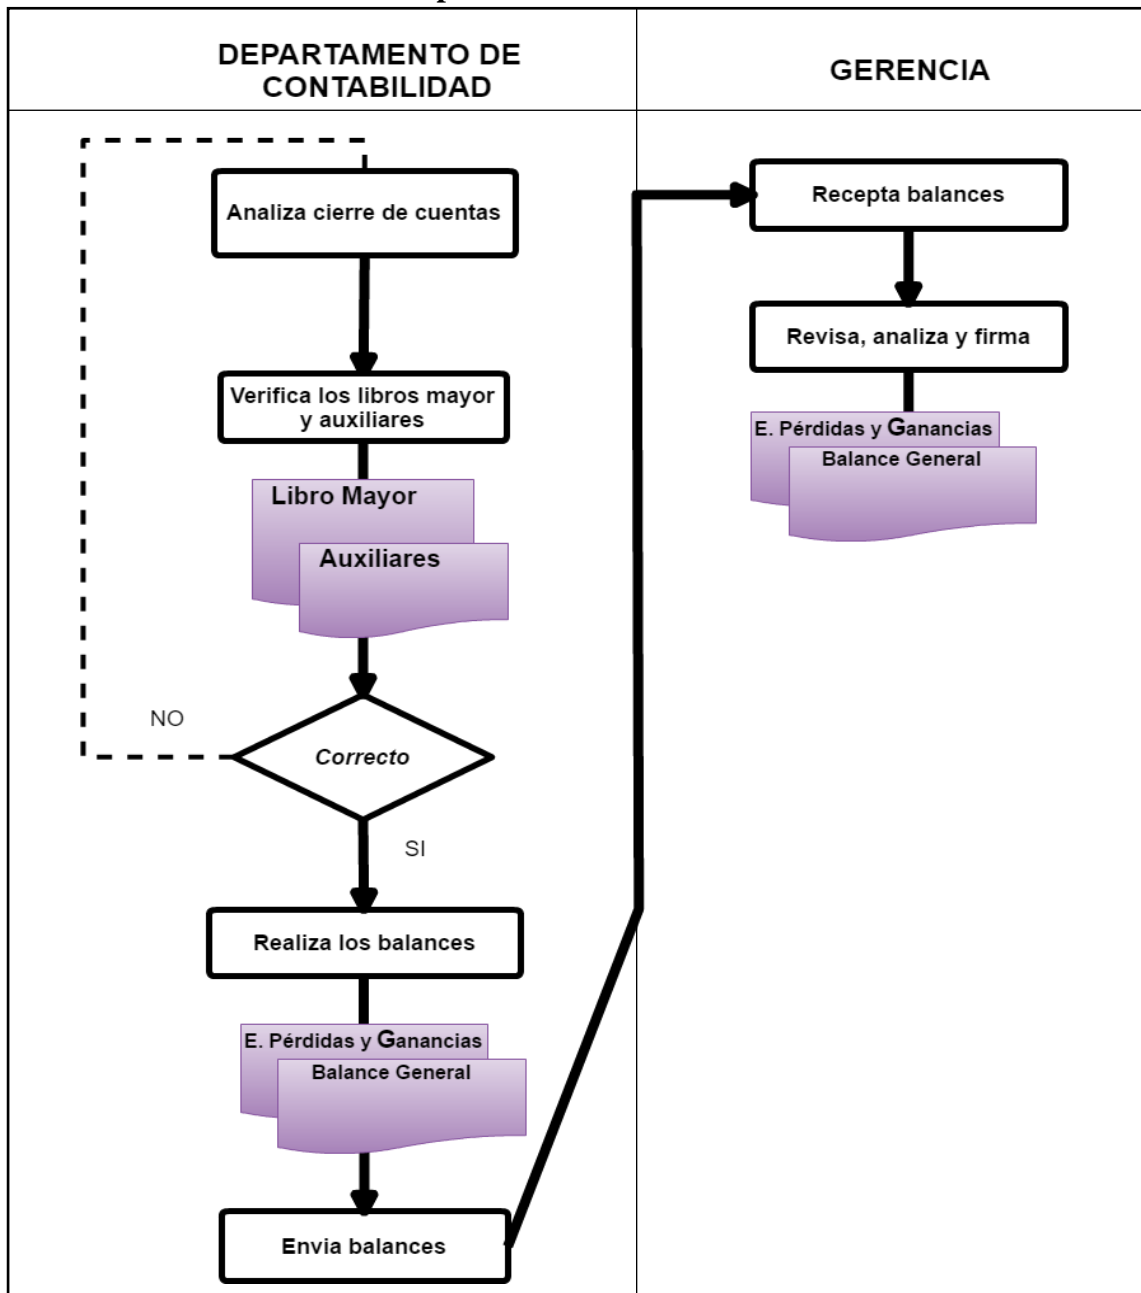 DEPARTAMENTO DE
CONTABILIDAD
GERENCIA
Analiza cierre de cuentas
Verifica los libros mayor
y auxiliares
Libro Mayor
Auxiliares
NO
Correcto
SI
Realiza los balances
E. Pérdidas y Ganancias
Balance General
Envia balances
Recepta balances
Revisa, analiza y firma
E. Pérdidas y Ganancias
Balance General